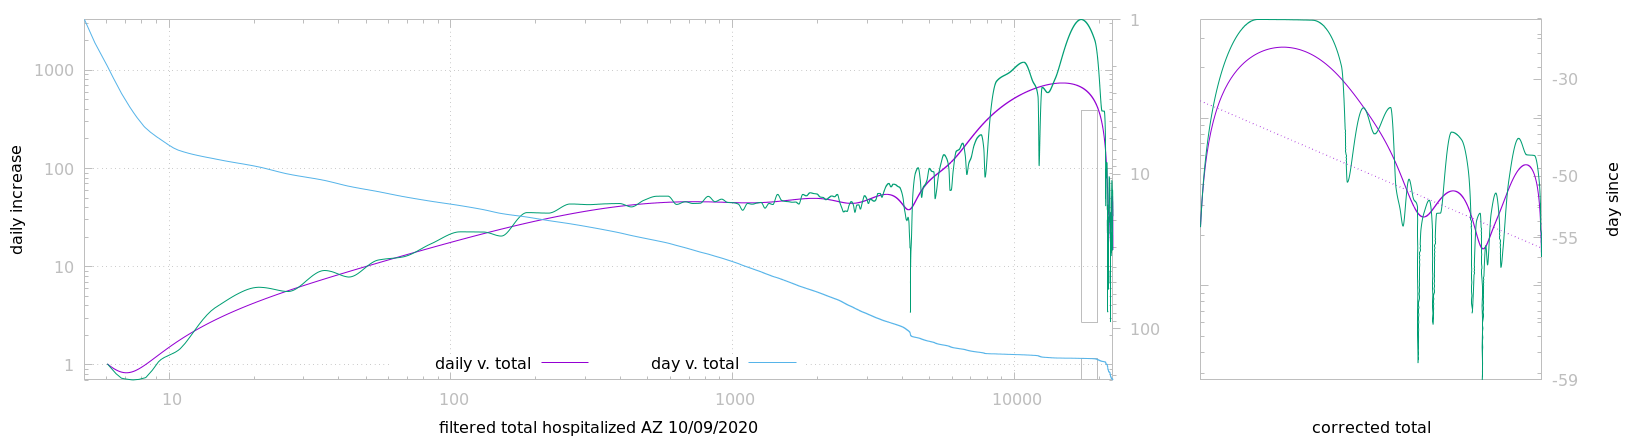 daily increase
1000
100
10
1
10
100
1000
10000
1
10
100
daily v. total
day v. total
filtered total hospitalized AZ 10/09/2020
-30
-50
-55
-59
day since
corrected total